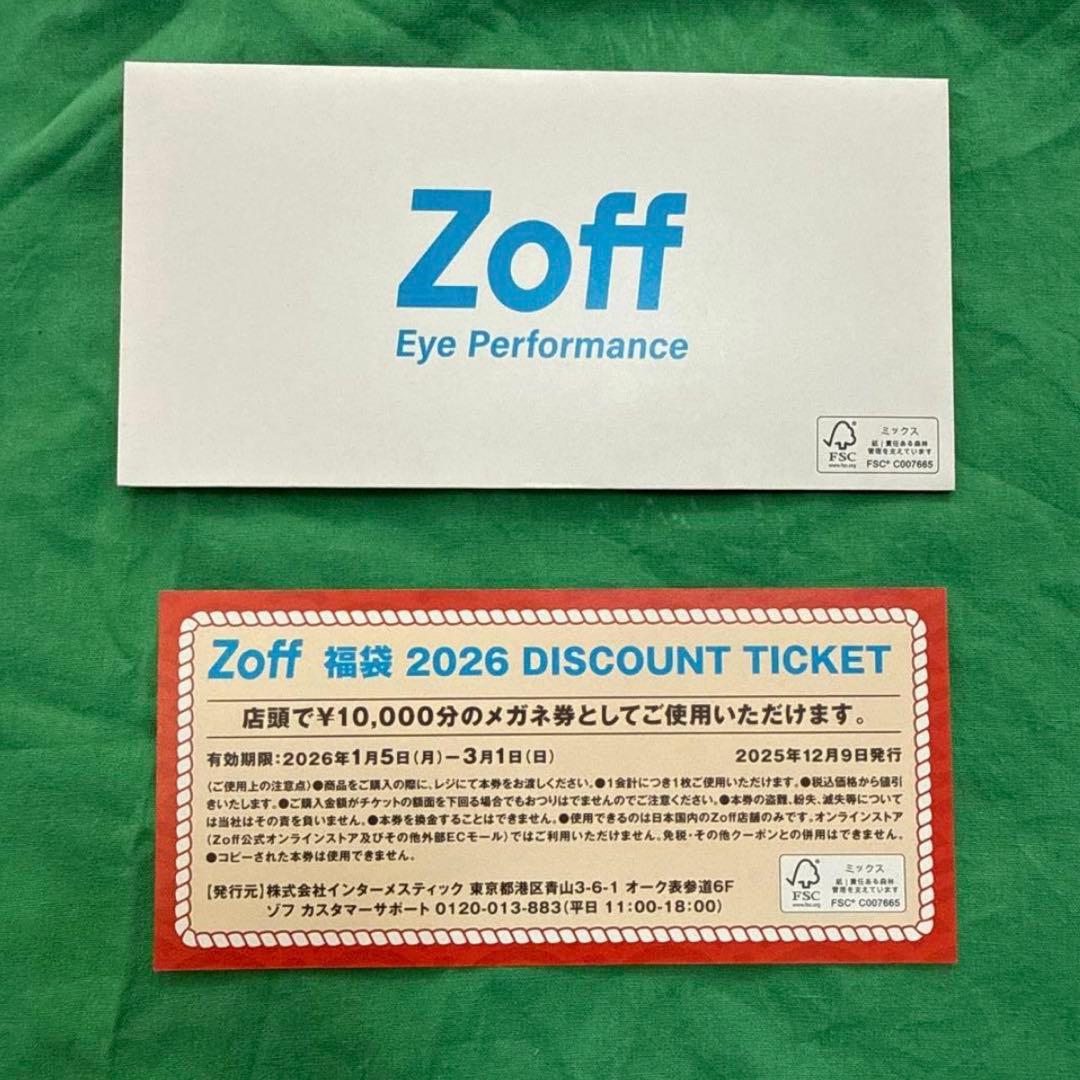 Zoff
Eye Performance
FSC
www.fsc.org
ミックス
紙|責任ある森林
管理を支えています
FSC® C007665
Zoff 福袋 2026 DISCOUNT TICKET
店頭で¥10,000分のメガネ券としてご使用いただけます。
有効期限:2026年1月5日(月)ー3月1日(日) 2025年12月9日発行
〈ご使用上の注意点〉●商品をご購入の際に、レジにて本券をお渡しください。●1会計につき1枚ご使用いただけます。●税込価格から値引
きいたします。●ご購入金額がチケットの額面を下回る場合でもおつりはでませんのでご注意ください。●本券の盗難、紛失、滅失等について
は当社はその責を負いません。●本券を換金することはできません。●使用できるのは日本国内のZoff店舗のみです。オンラインストア
(Zoff公式オンラインストア及びその他外部ECモール)ではご利用いただけません。発税・その他クーポンとの併用はできません。
●コピーされた本券は使用できません。
【発行元】株式会社インターメスティック 東京都港区青山3-6-1 オーク表参道6F
ゾフ カスタマーサポート 0120-013-883(平日 11:00-18:00)
FSC
www.fsc.org
ミックス
紙|責任ある森林
管理を支えています
FSC® C007665